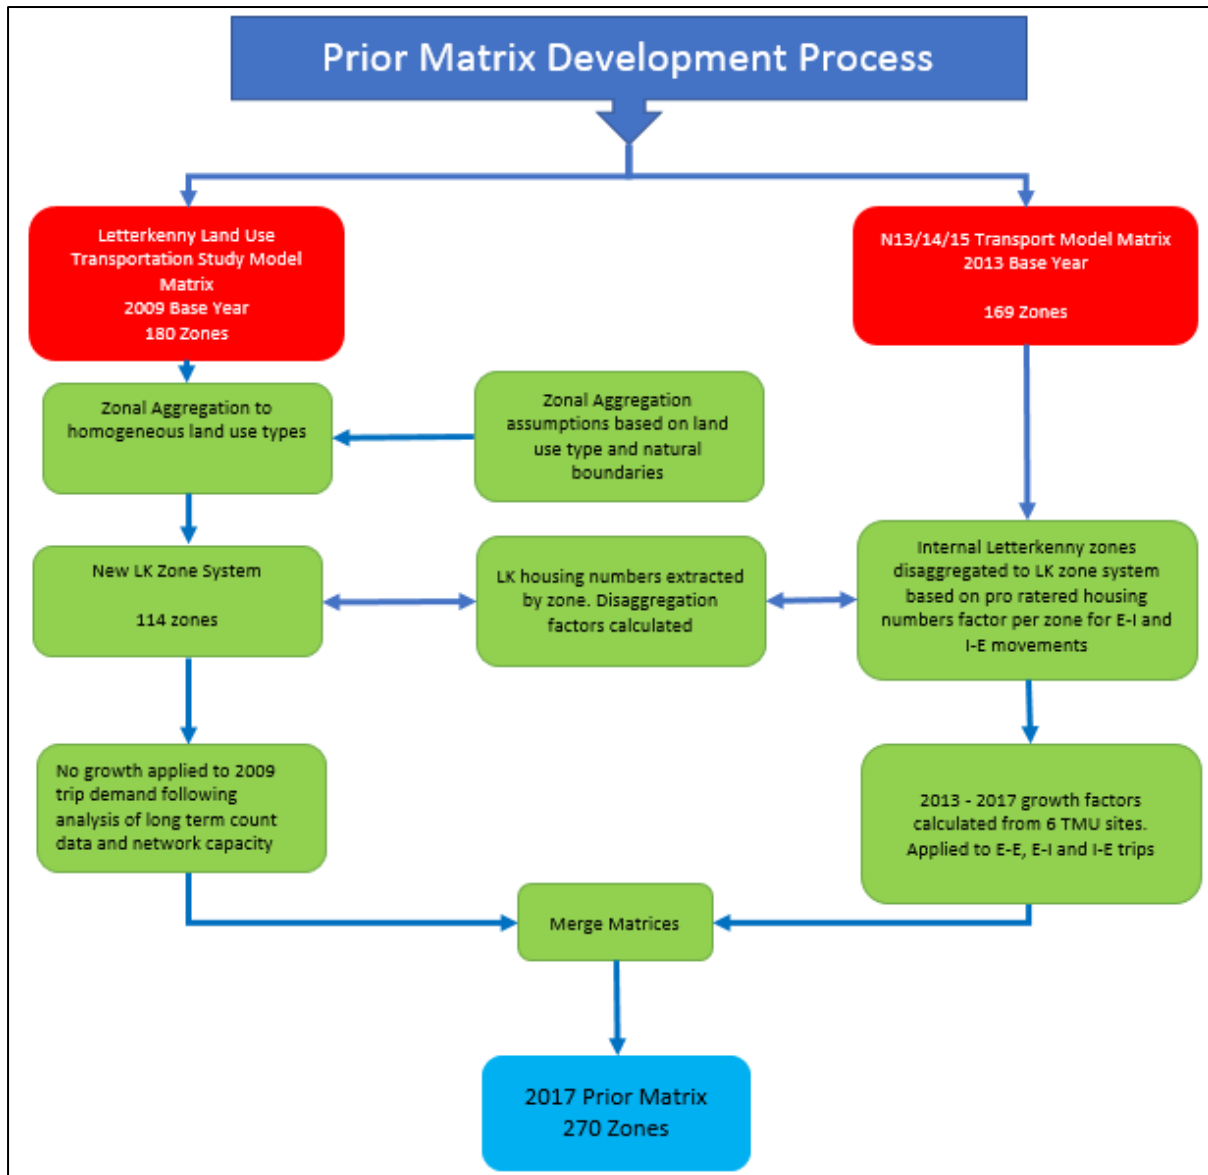 Prior Matrix Development Process
Letterkenny Land Use
Transportation Study Model
Matrix
2009 Base Year
180 Zones
N13/14/15 Transport Model Matrix
2013 Base Year
169 Zones
Zonal Aggregation to
homogeneous land use types
Zonal Aggregation
assumptions based on land
use type and natural
boundaries
New LK Zone System
114 zones
LK housing numbers extracted
by zone. Disaggregation
factors calculated
Internal Letterkenny zones
disaggregated to LK zone system
based on pro ratered housing
numbers factor per zone for E-I and
I-E movements
No growth applied to 2009
trip demand following
analysis of long term count
data and network capacity
2013 - 2017 growth factors
calculated from 6 TMU sites.
Applied to E-E, E-I and I-E trips
Merge Matrices
2017 Prior Matrix
270 Zones